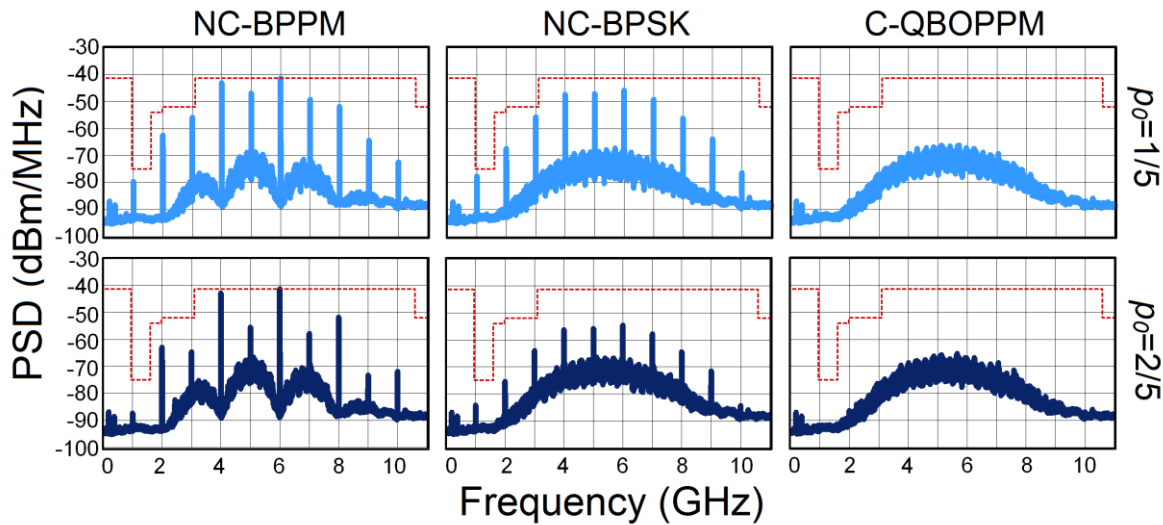 NC-BPPM NC-BPSK C-QBOPPM
PSD (dBm/MHz)
-30
-40
-50
-60
-70
-80
-90
-100
p₀=1/5
-30
-40
-50
-60
-70
-80
-90
-100
p₀=2/5
0 2 4 6 8 10 0 2 4 6 8 10 0 2 4 6 8 10
Frequency (GHz)